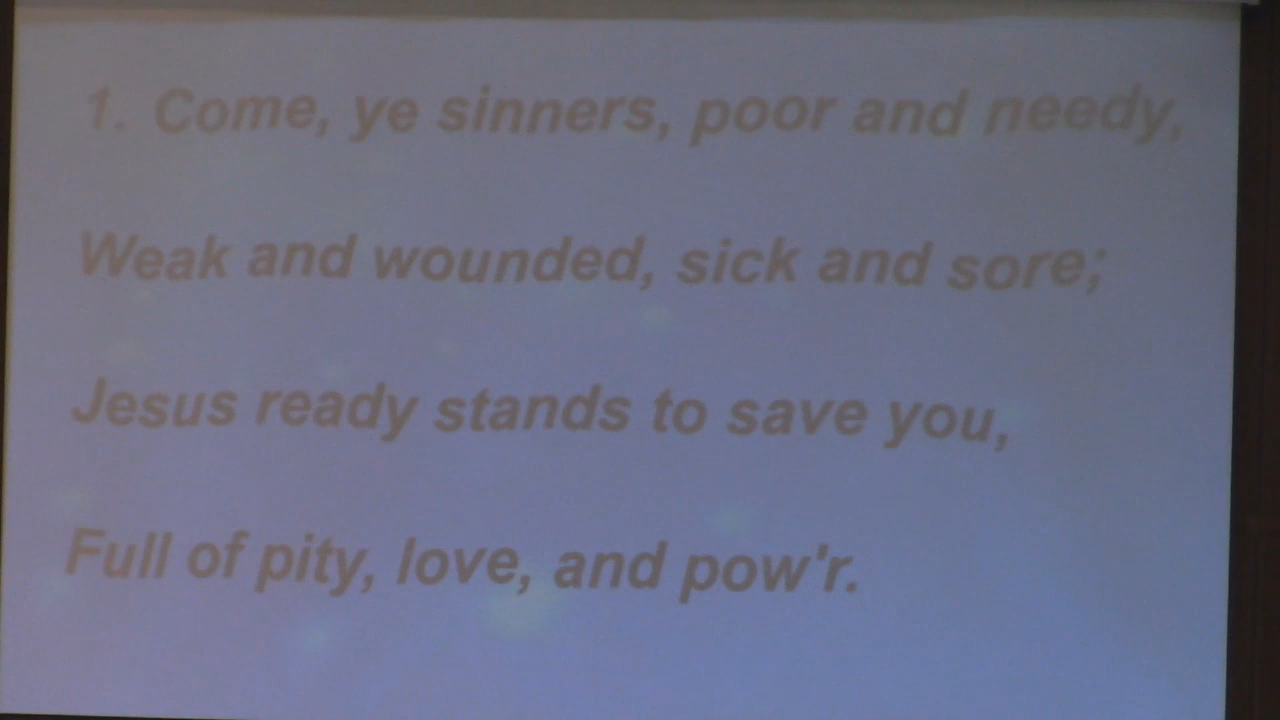 1. Come, ye sinners, poor and needy,
Weak and wounded, sick and sore;
Jesus ready stands to save you,
Full of pity, love, and pow'r.